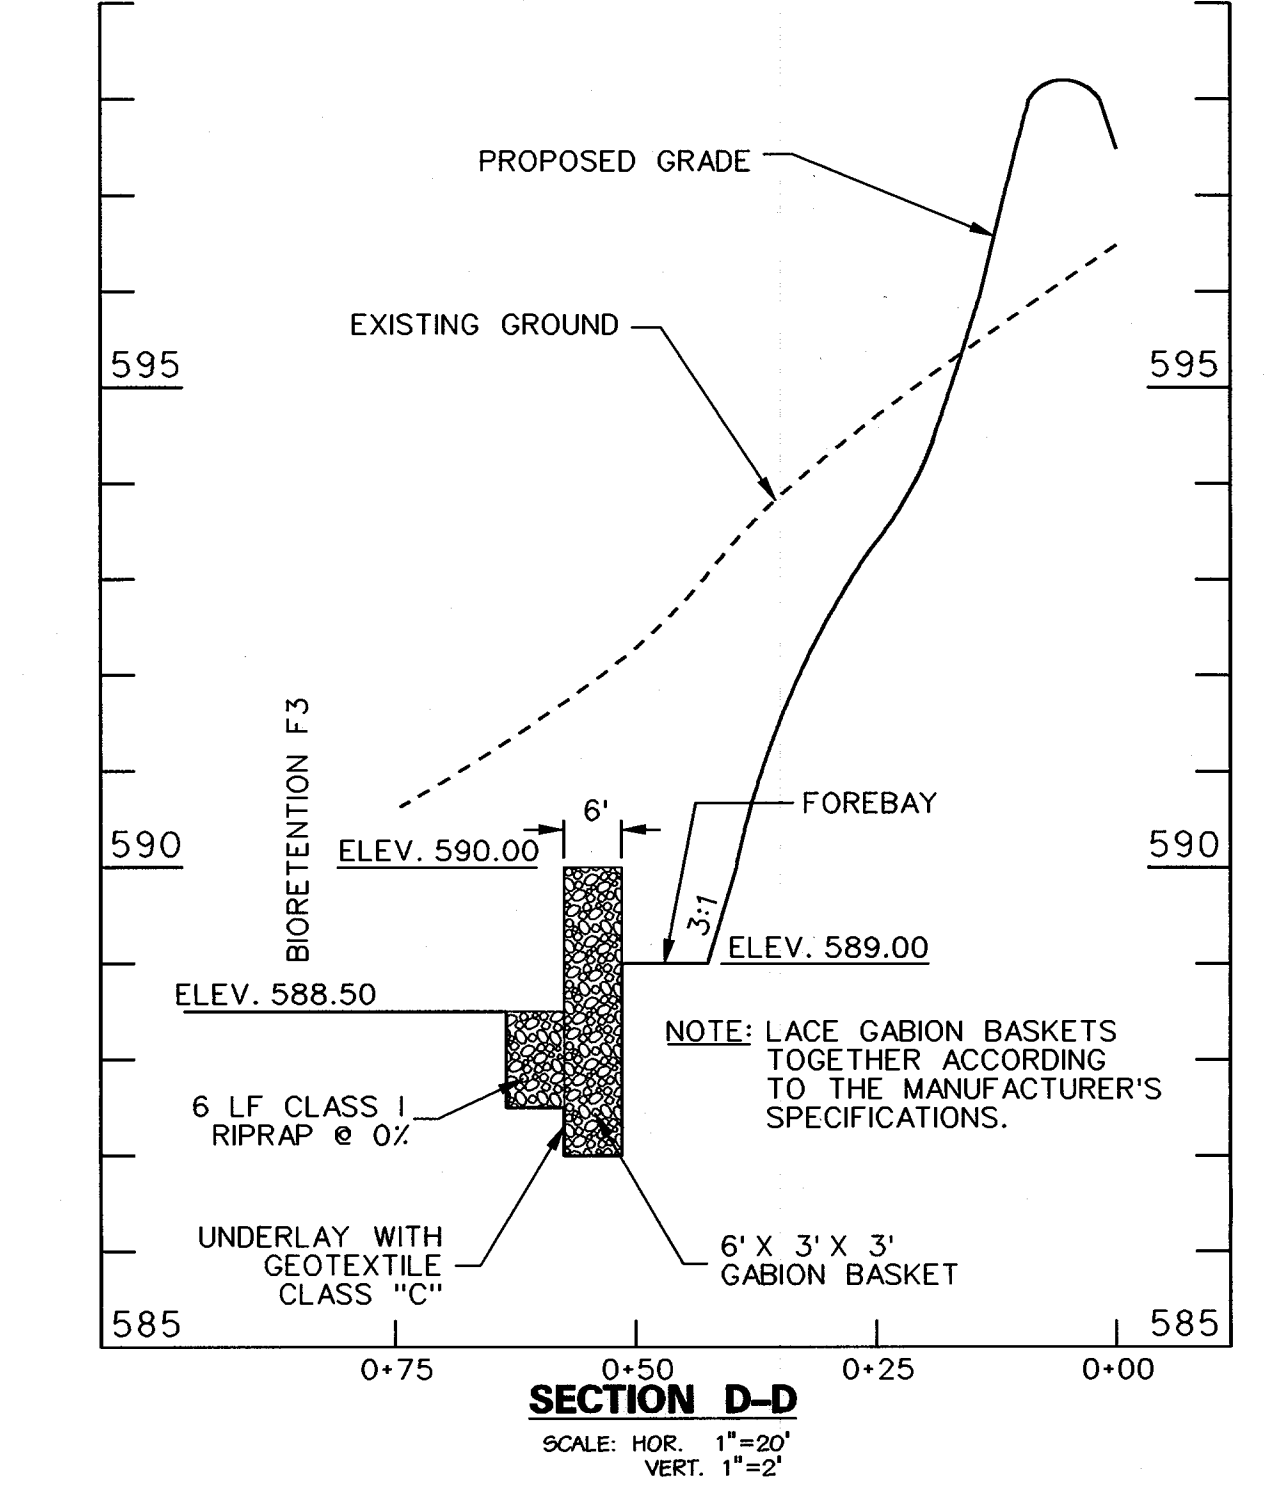 PROPOSED GRADE
EXISTING GROUND
595
595
BIORETENTION F3
6'
FOREBAY
ELEV. 590.00
590
590
3:1
ELEV. 589.00
ELEV. 588.50
NOTE: LACE GABION BASKETS
TOGETHER ACCORDING
TO THE MANUFACTURER'S
SPECIFICATIONS.
6 LF CLASS I
RIPRAP @ 0%
UNDERLAY WITH
GEOTEXTILE
CLASS "C"
6' X 3' X 3'
GABION BASKET
585
585
0+75
0+50
0+25
0+00
SECTION D-D
SCALE: HOR. 1"=20'
VERT. 1"=2'